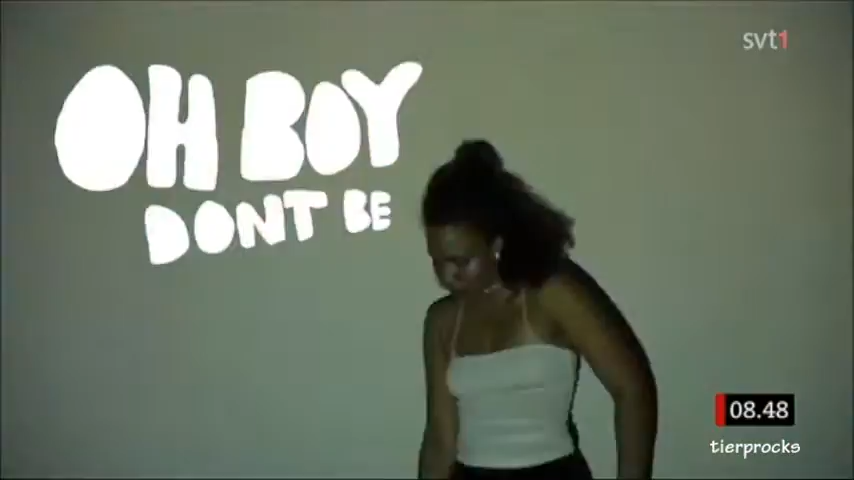 svt1
OH BOY
DONT BE
08.48
tierprocks